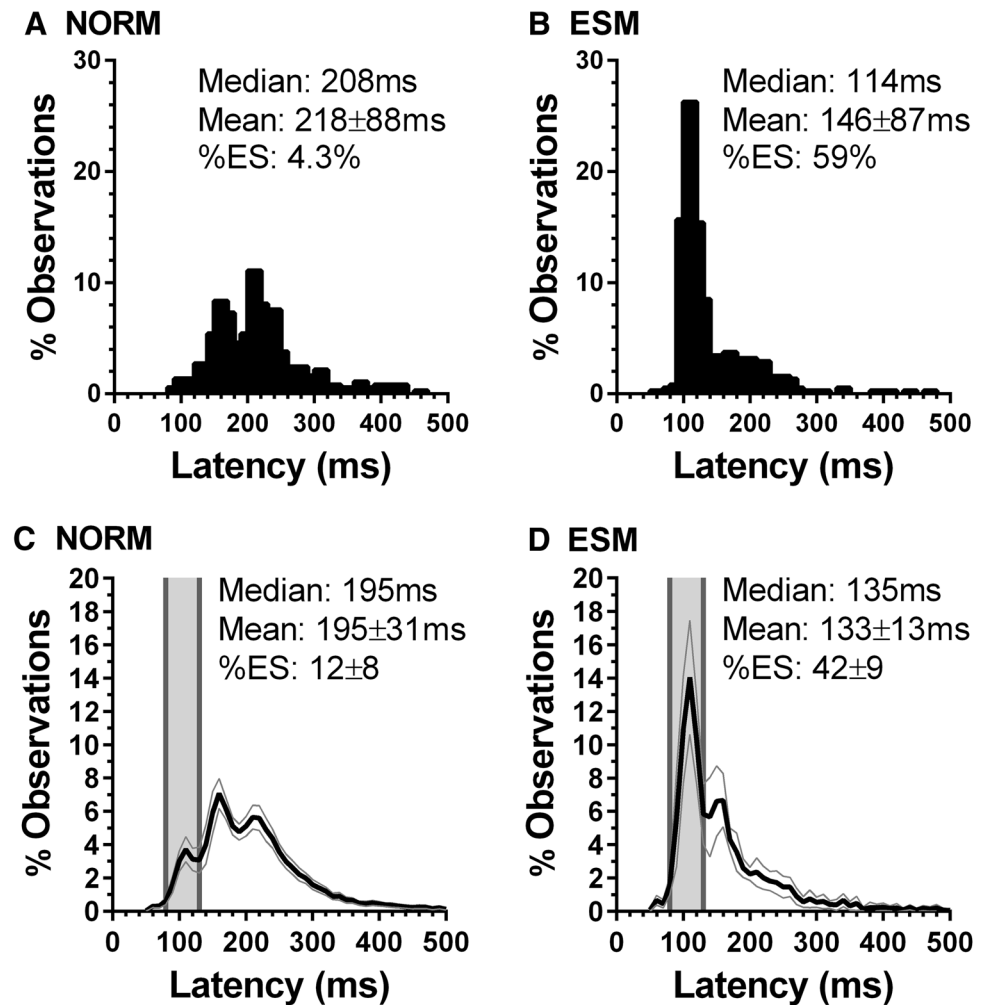 A NORM
Median: 208ms
Mean: 218±88ms
%ES: 4.3%
% Observations
30
20
10
0
0 100 200 300 400 500
Latency (ms)
B ESM
Median: 114ms
Mean: 146±87ms
%ES: 59%
% Observations
30
20
10
0
0 100 200 300 400 500
Latency (ms)
C NORM
Median: 195ms
Mean: 195±31ms
%ES: 12±8
% Observations
20
18
16
14
12
10
8
6
4
2
0
0 100 200 300 400 500
Latency (ms)
D ESM
Median: 135ms
Mean: 133±13ms
%ES: 42±9
% Observations
20
18
16
14
12
10
8
6
4
2
0
0 100 200 300 400 500
Latency (ms)